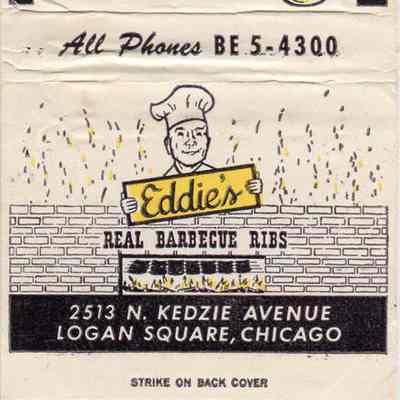 All Phones BE 5-4300
Eddie's
REAL BARBECUE RIBS
2513 N. KEDZIE AVENUE
LOGAN SQUARE, CHICAGO
STRIKE ON BACK COVER